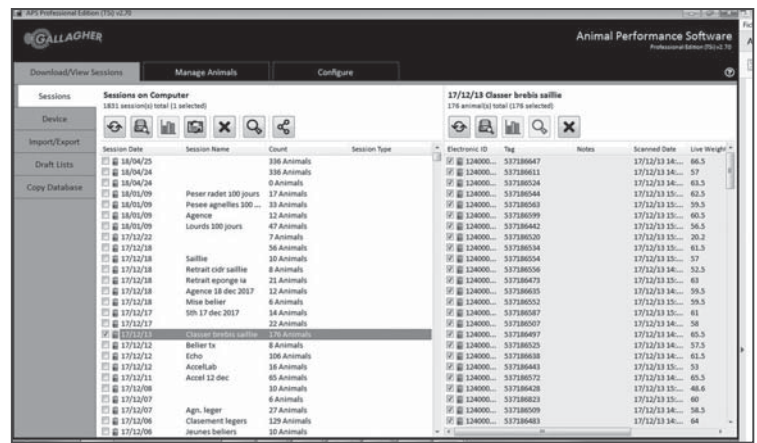 APS Professional Edition (TSi) v2.70
GALLAGHER
Animal Performance Software
Professional Edition (TSi) v2.70
Download/View Sessions
Manage Animals
Configure
Sessions
Device
Import/Export
Draft Lists
Copy Database
Sessions on Computer
1831 session(s) total (1 selected)
Session Date Session Name Count Session Type
18/04/25 336 Animals
18/04/24 336 Animals
18/04/24 0 Animals
18/01/09 Peser radet 100 jours 17 Animals
18/01/09 Pesee agnelles 100 ... 33 Animals
18/01/09 Agence 12 Animals
18/01/09 Lourds 100 jours 47 Animals
17/12/22 7 Animals
17/12/18 56 Animals
17/12/18 Saillie 10 Animals
17/12/18 Retrait cidr saillie 8 Animals
17/12/18 Retrait eponge ia 21 Animals
17/12/18 Agence 18 dec 2017 12 Animals
17/12/18 Mise belier 6 Animals
17/12/17 Sth 17 dec 2017 14 Animals
17/12/17 22 Animals
17/12/13 Classer brebis saillie 176 Animals
17/12/12 Belier tx 8 Animals
17/12/12 Echo 106 Animals
17/12/12 AccelLab 16 Animals
17/12/11 Accel 12 dec 65 Animals
17/12/08 10 Animals
17/12/07 6 Animals
17/12/07 Agn. leger 27 Animals
17/12/06 Clasement legers 129 Animals
17/12/06 Jeunes beliers 10 Animals
17/12/13 Classer brebis saillie
176 animal(s) total (176 selected)
Electronic ID Tag Notes Scanned Date Live Weight
124000... 537186647 17/12/13 14:... 66.5
124000... 537186611 17/12/13 14:... 57
124000... 537186524 17/12/13 14:... 63.5
124000... 537186544 17/12/13 15:... 62.5
124000... 537186563 17/12/13 15:... 59.5
124000... 537186599 17/12/13 15:... 60.5
124000... 537186442 17/12/13 15:... 56.5
124000... 537186520 17/12/13 15:... 20.2
124000... 537186534 17/12/13 15:... 61.5
124000... 537186554 17/12/13 15:... 57
124000... 537186556 17/12/13 14:... 52.5
124000... 537186473 17/12/13 15:... 63
124000... 537186635 17/12/13 14:... 59.5
124000... 537186552 17/12/13 15:... 59.5
124000... 537186587 17/12/13 15:... 61
124000... 537186507 17/12/13 14:... 58
124000... 537186497 17/12/13 14:... 65.5
124000... 537186525 17/12/13 14:... 57.5
124000... 537186638 17/12/13 14:... 61.5
124000... 537186443 17/12/13 15:... 53
124000... 537186572 17/12/13 14:... 65.5
124000... 537186428 17/12/13 15:... 48.6
124000... 537186823 17/12/13 15:... 60
124000... 537186509 17/12/13 14:... 58.5
124000... 537186483 17/12/13 14:... 64